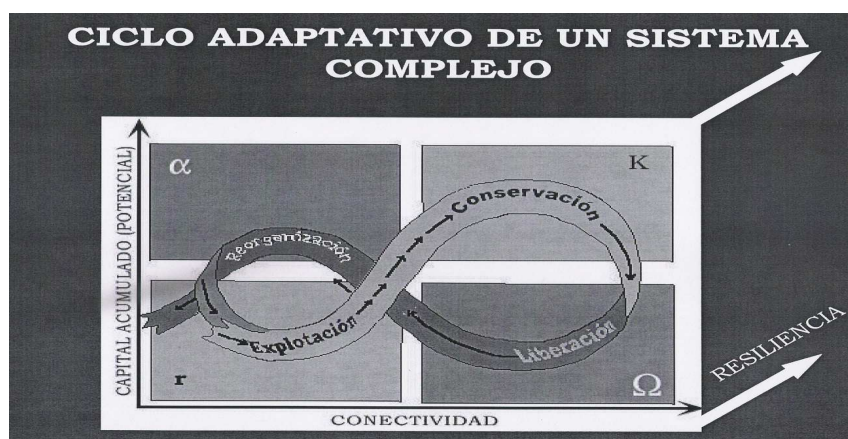 CICLO ADAPTATIVO DE UN SISTEMA
COMPLEJO
CAPITAL ACUMULADO (POTENCIAL)
α
K
Conservación
Reorganización
Explotación
Liberación
r
Ω
RESILIENCIA
CONECTIVIDAD